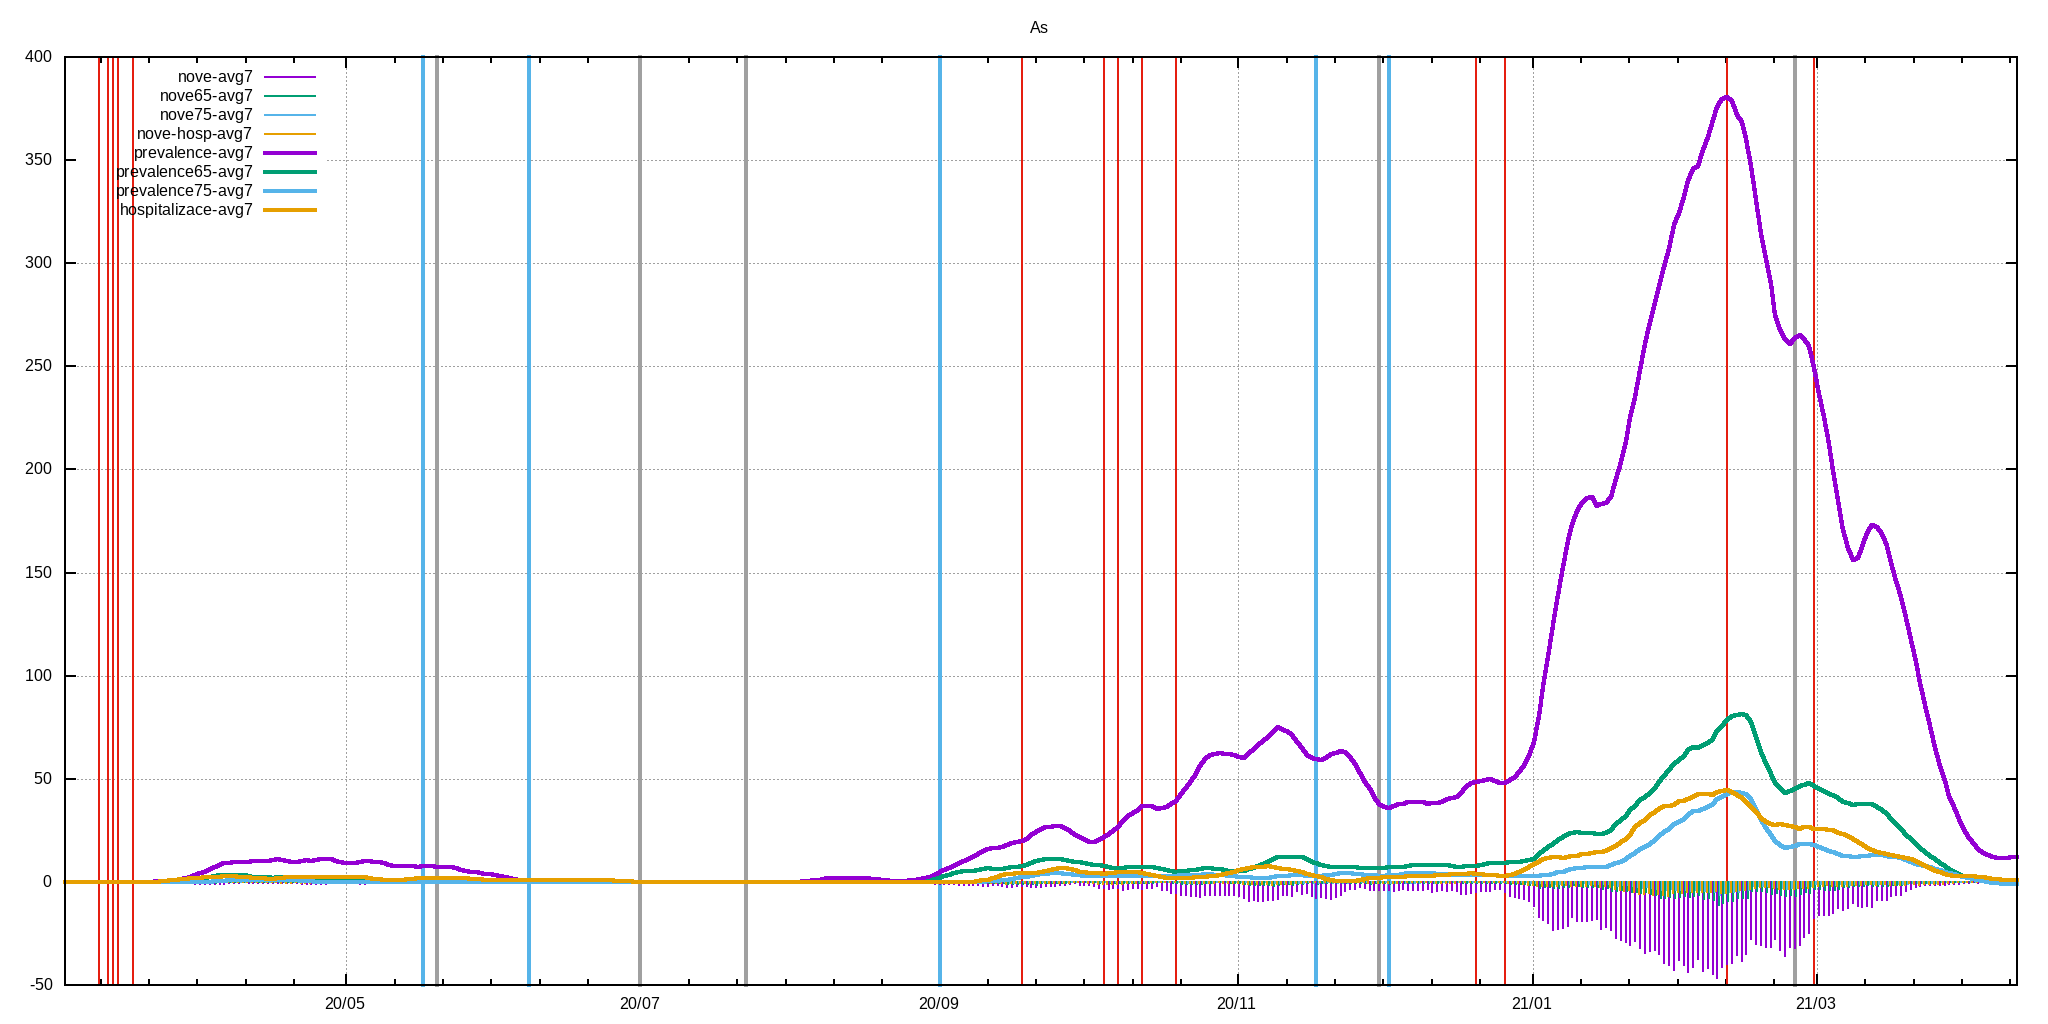 As
400
350
300
250
200
150
100
50
0
-50
nove-avg7
nove65-avg7
nove75-avg7
nove-hosp-avg7
prevalence-avg7
prevalence65-avg7
prevalence75-avg7
hospitalizace-avg7
20/05
20/07
20/09
20/11
21/01
21/03